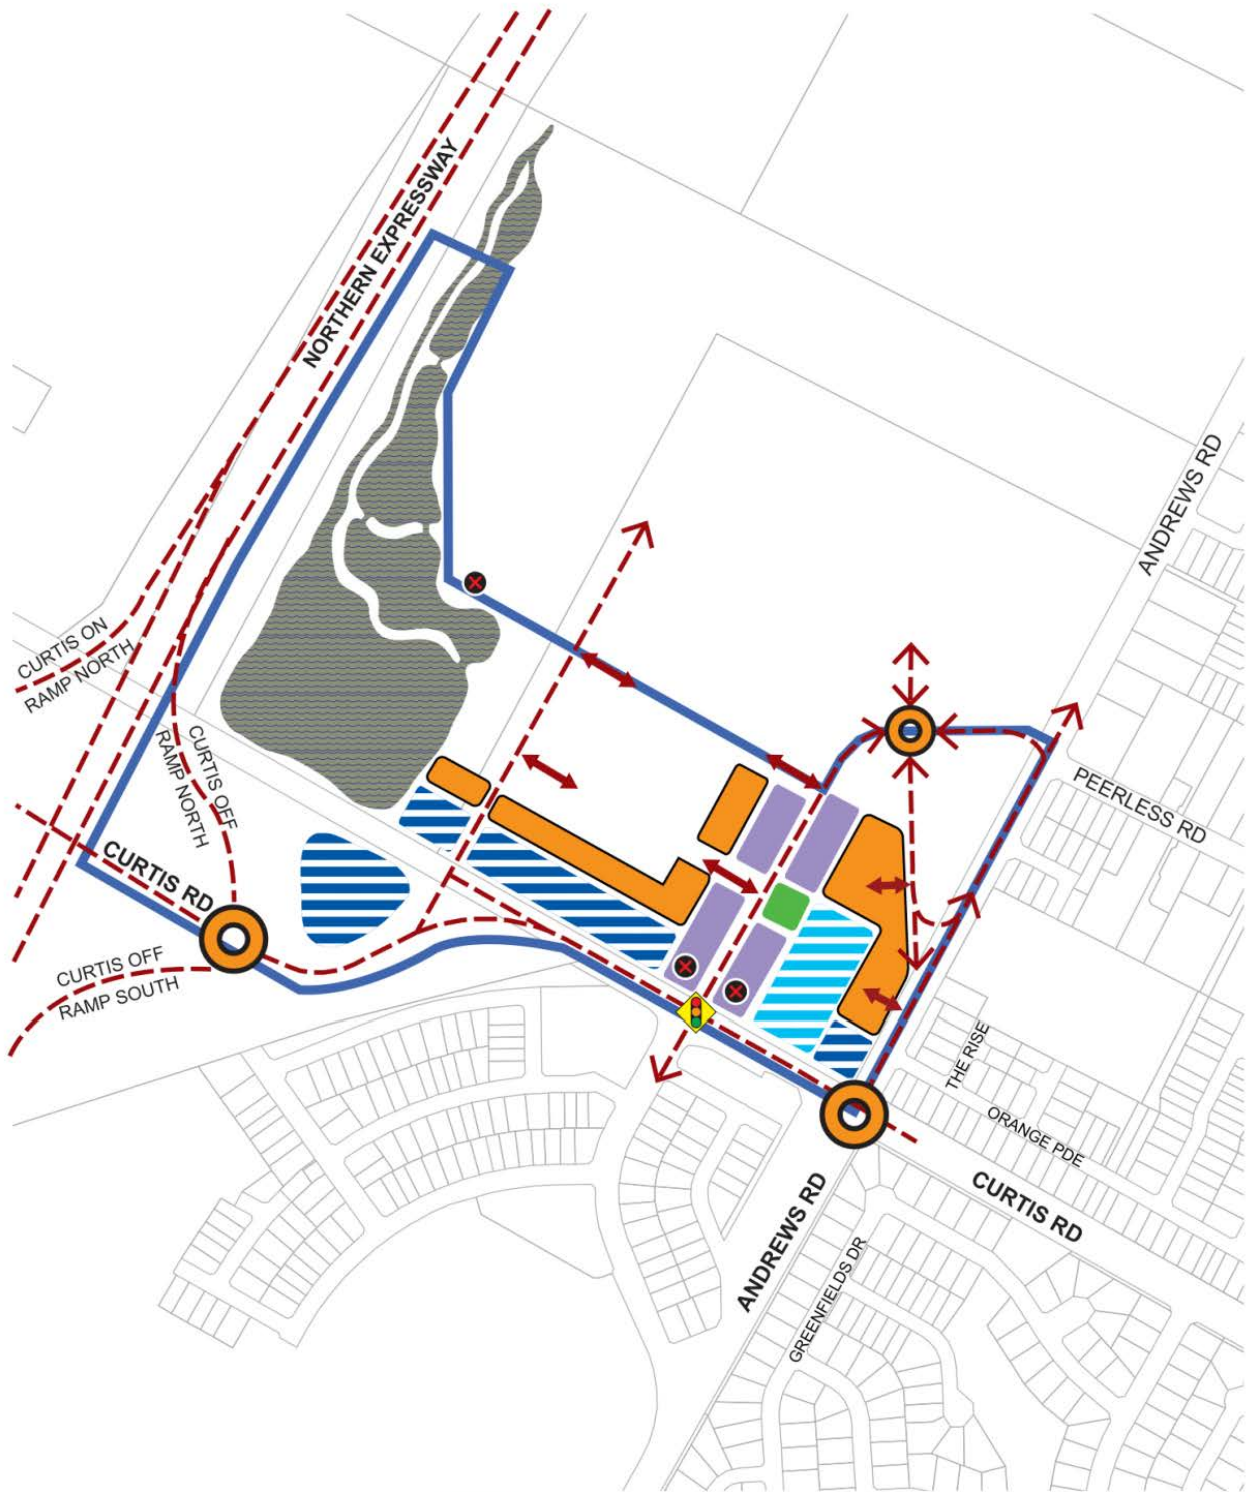 NORTHERN EXPRESSWAY
ANDREWS RD
CURTIS ON
RAMP NORTH
CURTIS OFF
RAMP NORTH
PEERLESS RD
CURTIS RD
CURTIS OFF
RAMP SOUTH
THE RISE
ORANGE PDE
CURTIS RD
ANDREWS RD
GREENFIELDS DR